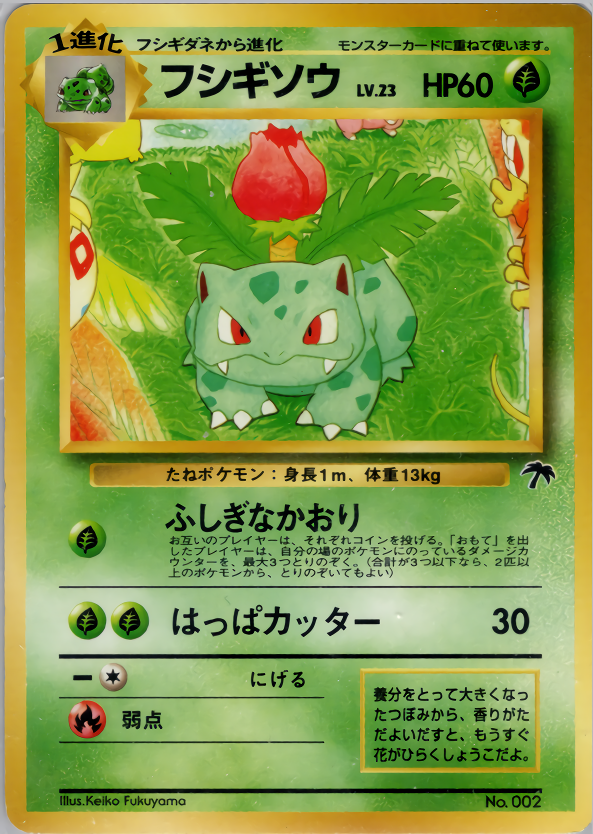 1進化 フシギダネから進化 モンスターカードに重ねて使います。
フシギソウ LV.23 HP60
たねポケモン：身長1m、体重13kg
ふしぎなかおり
お互いのプレイヤーは、それぞれコインを投げる。「おもて」を出
したプレイヤーは、自分の場のポケモンにのっているダメージカ
ウンターを、最大3つとりのぞく。（合計が3つ以下なら、2匹以
上のポケモンから、とりのぞいてもよい）
はっぱカッター 30
にげる
弱点
養分をとって大きくなっ
たつぼみから、香りがた
だよいだすと、もうすぐ
花がひらくしょうこだよ。
Illus.Keiko Fukuyama No.002